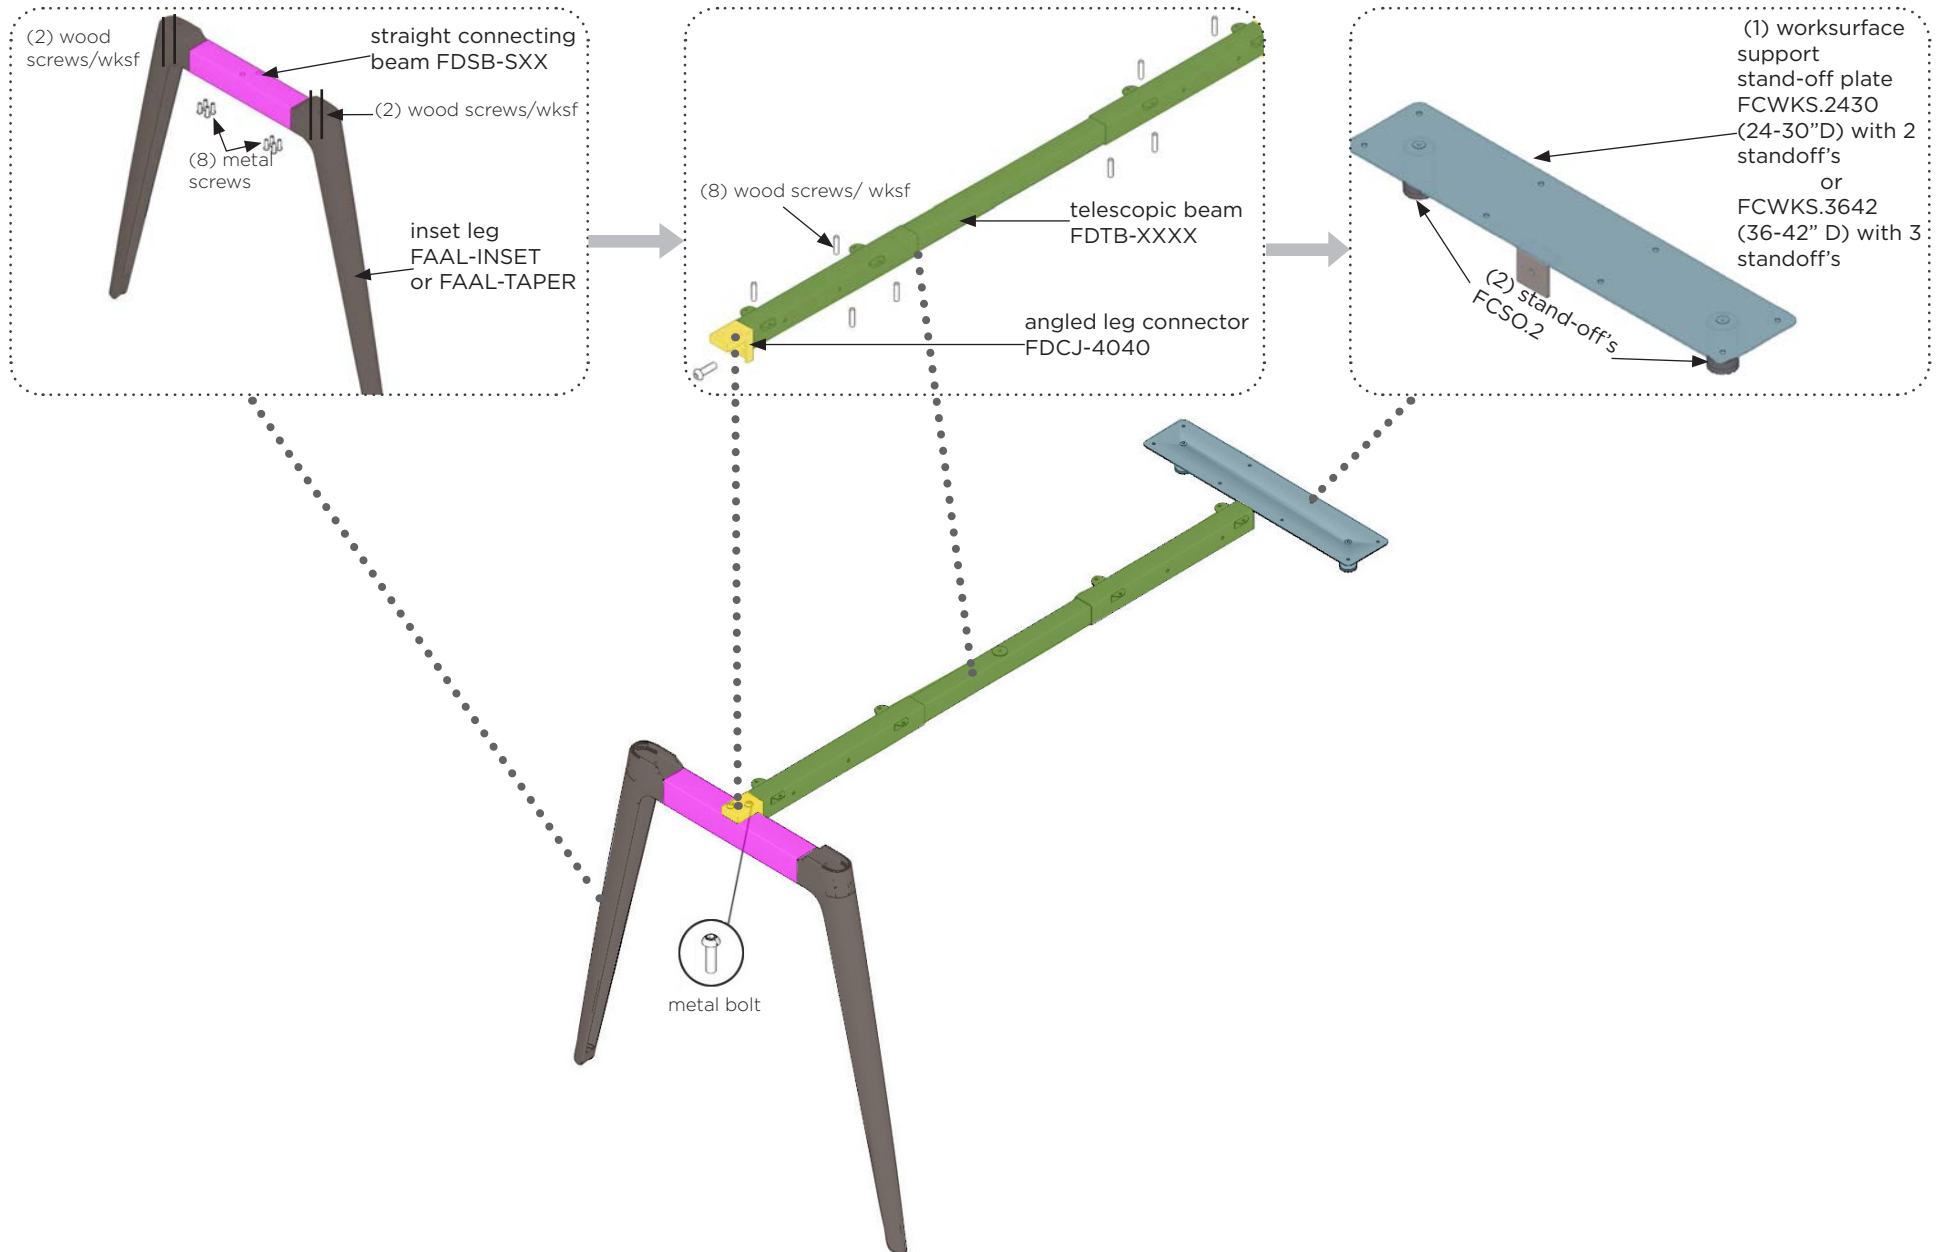 (2) wood
screws/wksf
straight connecting
beam FDSB-SXX
(2) wood screws/wksf
(8) metal
screws
inset leg
FAAL-INSET
or FAAL-TAPER
(8) wood screws/ wksf
telescopic beam
FDTB-XXXX
angled leg connector
FDCJ-4040
(1) worksurface
support
stand-off plate
FCWKS.2430
(24-30”D) with 2
standoff's
or
FCWKS.3642
(36-42” D) with 3
standoff's
(2) stand-off's
FCSO.2
metal bolt